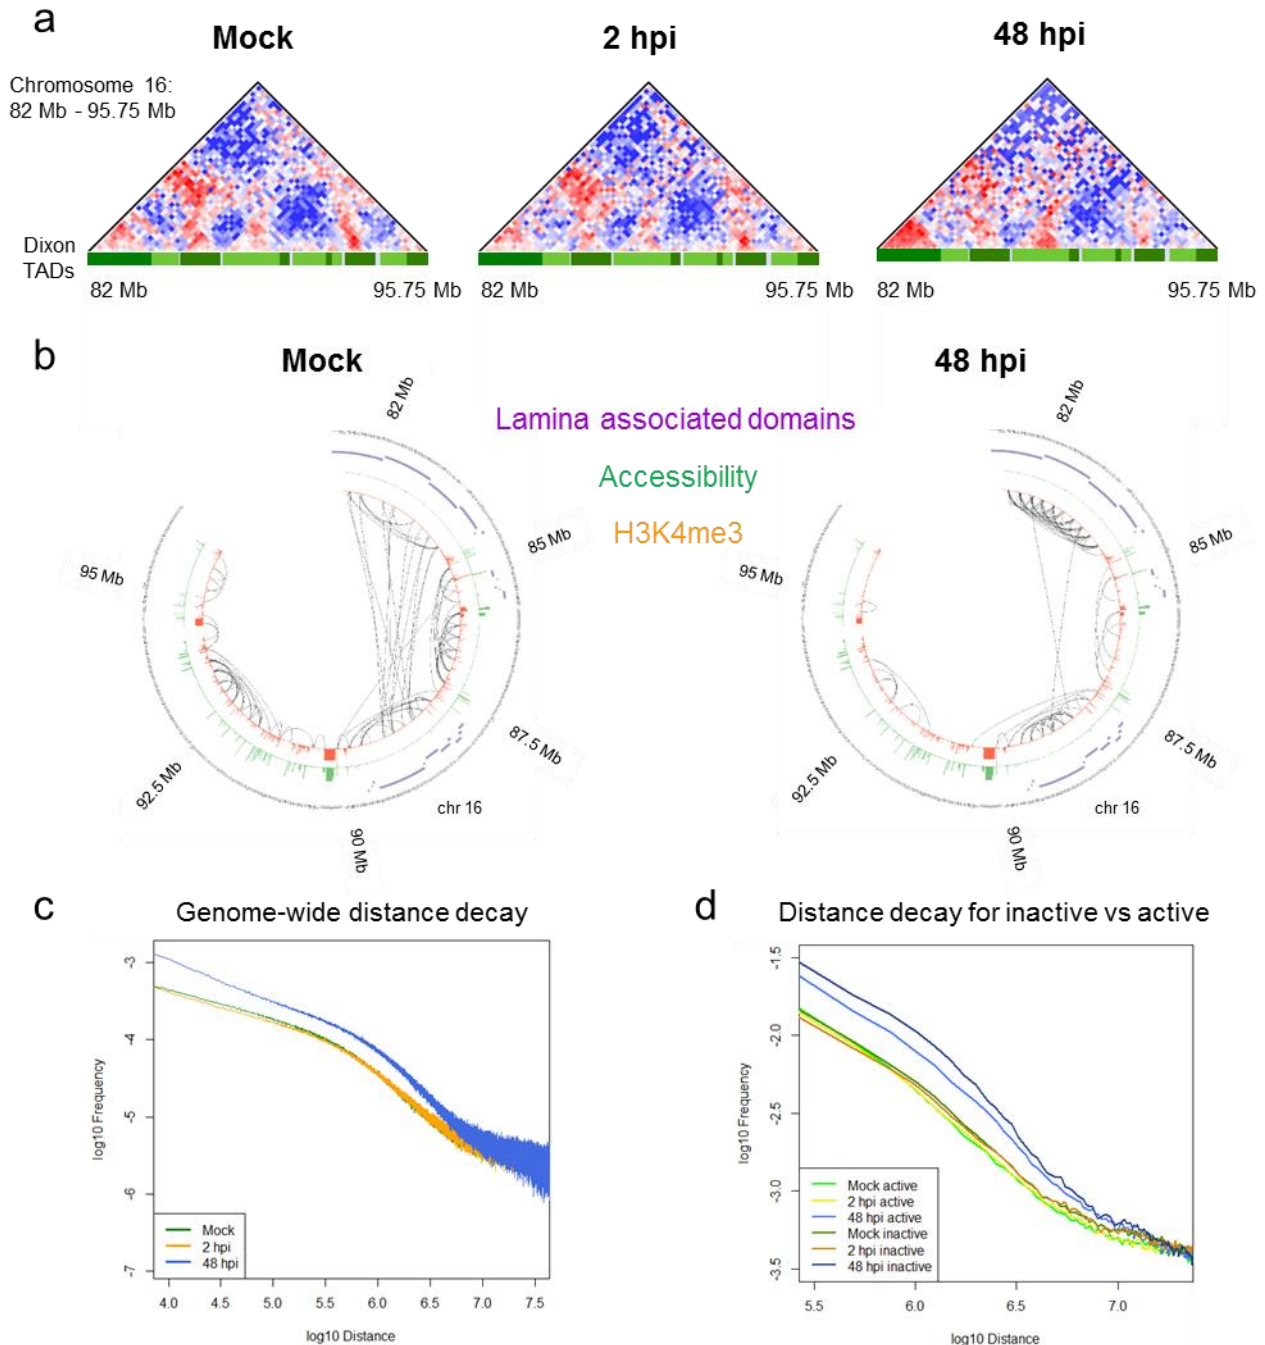 a
Mock
2 hpi
48 hpi
Chromosome 16:
82 Mb - 95.75 Mb
Dixon
TADs
82 Mb
95.75 Mb
82 Mb
95.75 Mb
82 Mb
95.75 Mb
b
Mock
48 hpi
Lamina associated domains
Accessibility
H3K4me3
82 Mb
85 Mb
87.5 Mb
90 Mb
92.5 Mb
95 Mb
chr 16
82 Mb
85 Mb
87.5 Mb
90 Mb
92.5 Mb
95 Mb
chr 16
c
Genome-wide distance decay
log10 Frequency
-3
-4
-5
-6
-7
Mock
2 hpi
48 hpi
4.0 4.5 5.0 5.5 6.0 6.5 7.0 7.5
log10 Distance
d
Distance decay for inactive vs active
log10 Frequency
-1.5
-2.0
-2.5
-3.0
-3.5
Mock active
2 hpi active
48 hpi active
Mock inactive
2 hpi inactive
48 hpi inactive
5.5 6.0 6.5 7.0
log10 Distance